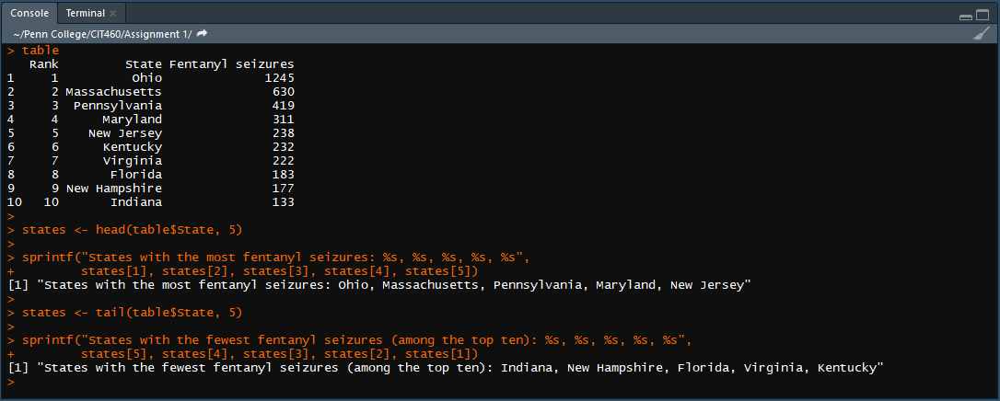 Console Terminal ×
~/Penn College/CIT460/Assignment 1/
> table
   Rank         State Fentanyl seizures
1     1          Ohio              1245
2     2 Massachusetts               630
3     3  Pennsylvania               419
4     4      Maryland               311
5     5    New Jersey               238
6     6      Kentucky               232
7     7      Virginia               222
8     8       Florida               183
9     9 New Hampshire               177
10   10       Indiana               133
>
> states <- head(table$State, 5)
>
> sprintf("States with the most fentanyl seizures: %s, %s, %s, %s, %s",
+         states[1], states[2], states[3], states[4], states[5])
[1] "States with the most fentanyl seizures: Ohio, Massachusetts, Pennsylvania, Maryland, New Jersey"
>
> states <- tail(table$State, 5)
>
> sprintf("States with the fewest fentanyl seizures (among the top ten): %s, %s, %s, %s, %s",
+         states[5], states[4], states[3], states[2], states[1])
[1] "States with the fewest fentanyl seizures (among the top ten): Indiana, New Hampshire, Florida, Virginia, Kentucky"
>